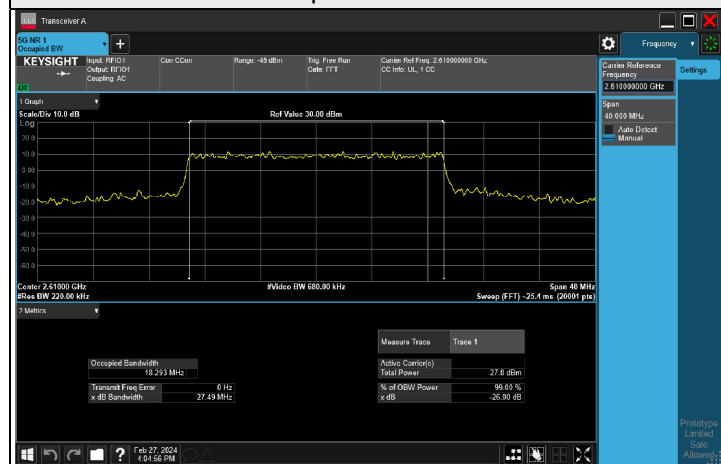 Transceiver A
5G NR 1
Occupied BW
+
Frequency
KEYSIGHT
Input: RFIO1
Output: RFIO1
Coupling: AC
Corr CCorr
Range: -45 dBm
Trig: Free Run
Gate: FFT
Carrier Ref Freq: 2.610000000 GHz
CC Info: UL, 1 CC
Carrier Reference
Frequency
2.610000000 GHz
Settings
Span
40.000 MHz
Auto Detect
Manual
1 Graph
Scale/Div 10.0 dB
Ref Value 30.00 dBm
Log
20.0
10.0
0.00
-10.0
-20.0
-30.0
-40.0
-50.0
-60.0
Center 2.61000 GHz
#Video BW 680.00 kHz
Span 40 MHz
#Res BW 220.00 kHz
Sweep (FFT) ~25.4 ms (20001 pts)
2 Metrics
Measure Trace
Trace 1
Occupied Bandwidth
18.293 MHz
Active Carrier(s)
Total Power
27.8 dBm
Transmit Freq Error
0 Hz
x dB Bandwidth
27.49 MHz
% of OBW Power
99.00 %
x dB
-26.00 dB
Prototype
Limited
Sale
Allowed
?
Feb 27, 2024
4:04:56 PM